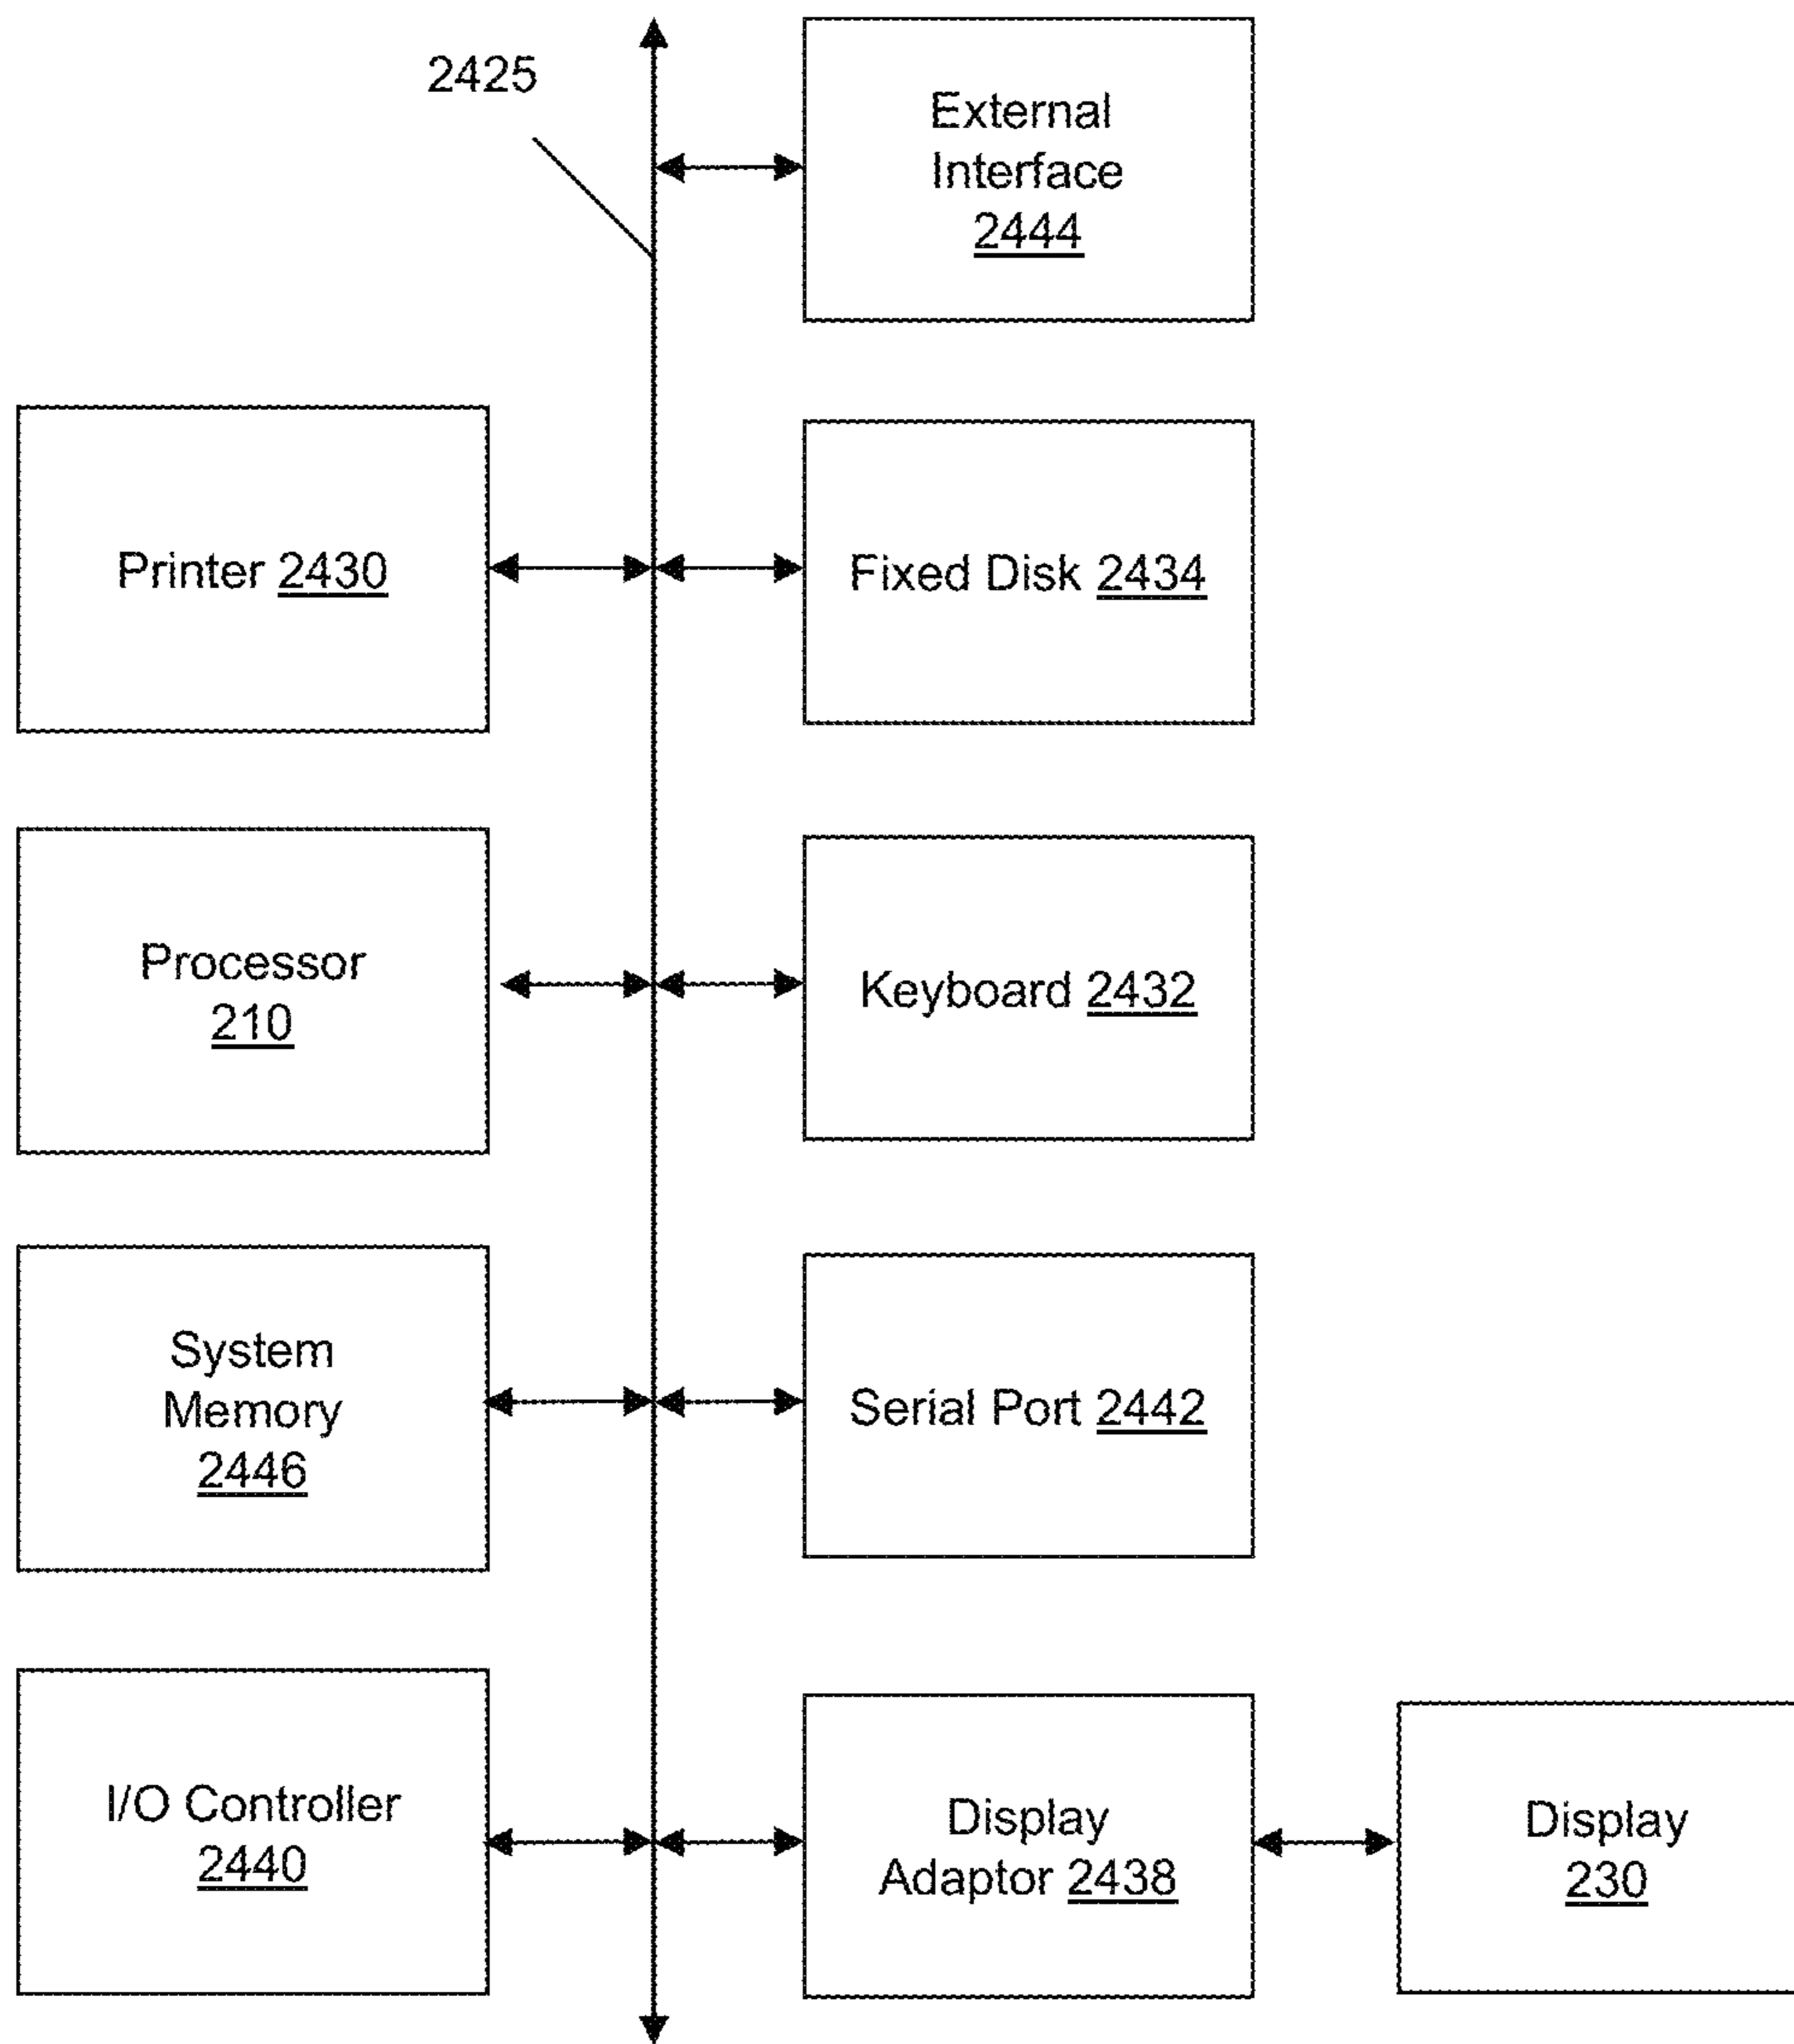 2425
External
Interface
2444
Printer 2430
Fixed Disk 2434
Processor
210
Keyboard 2432
System
Memory
2446
Serial Port 2442
I/O Controller
2440
Display
Adaptor 2438
Display
230